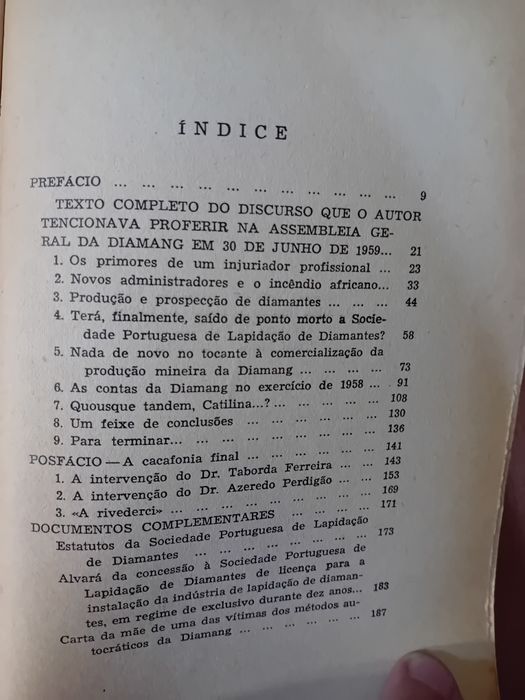 ÍNDICE
PREFÁCIO ... ... ... ... ... ... ... ... ... ... ... 9
TEXTO COMPLETO DO DISCURSO QUE O AUTOR
TENCIONAVA PROFERIR NA ASSEMBLEIA GE-
RAL DA DIAMANG EM 30 DE JUNHO DE 1959... 21
1. Os primores de um injuriador profissional ... 23
2. Novos administradores e o incêndio africano... 33
3. Produção e prospecção de diamantes ... ... ... 44
4. Terá, finalmente, saído de ponto morto a Socie-
dade Portuguesa de Lapidação de Diamantes? 58
5. Nada de novo no tocante à comercialização da
produção mineira da Diamang ... ... ... ... 73
6. As contas da Diamang no exercício de 1958 ... 91
7. Quousque tandem, Catilina...? ... ... ... ... ... 108
8. Um feixe de conclusões ... ... ... ... ... ... 130
9. Para terminar... ... ... ... ... ... ... ... ... 136
POSFÁCIO — A cacafonia final ... ... ... ... ... ... 141
1. A intervenção do Dr. Taborda Ferreira ... ... 143
2. A intervenção do Dr. Azeredo Perdigão ... ... 153
3. «A rivederci» ... ... ... ... ... ... ... ... 169
DOCUMENTOS COMPLEMENTARES ... ... ... ... 171
Estatutos da Sociedade Portuguesa de Lapidação
de Diamantes ... ... ... ... ... ... ... ... 173
Alvará da concessão à Sociedade Portuguesa de
Lapidação de Diamantes de licença para a
instalação da indústria de lapidação de diaman-
tes, em regime de exclusivo durante dez anos... 183
Carta da mãe de uma das vítimas dos métodos au-
tocráticos da Diamang ... ... ... ... ... ... 187